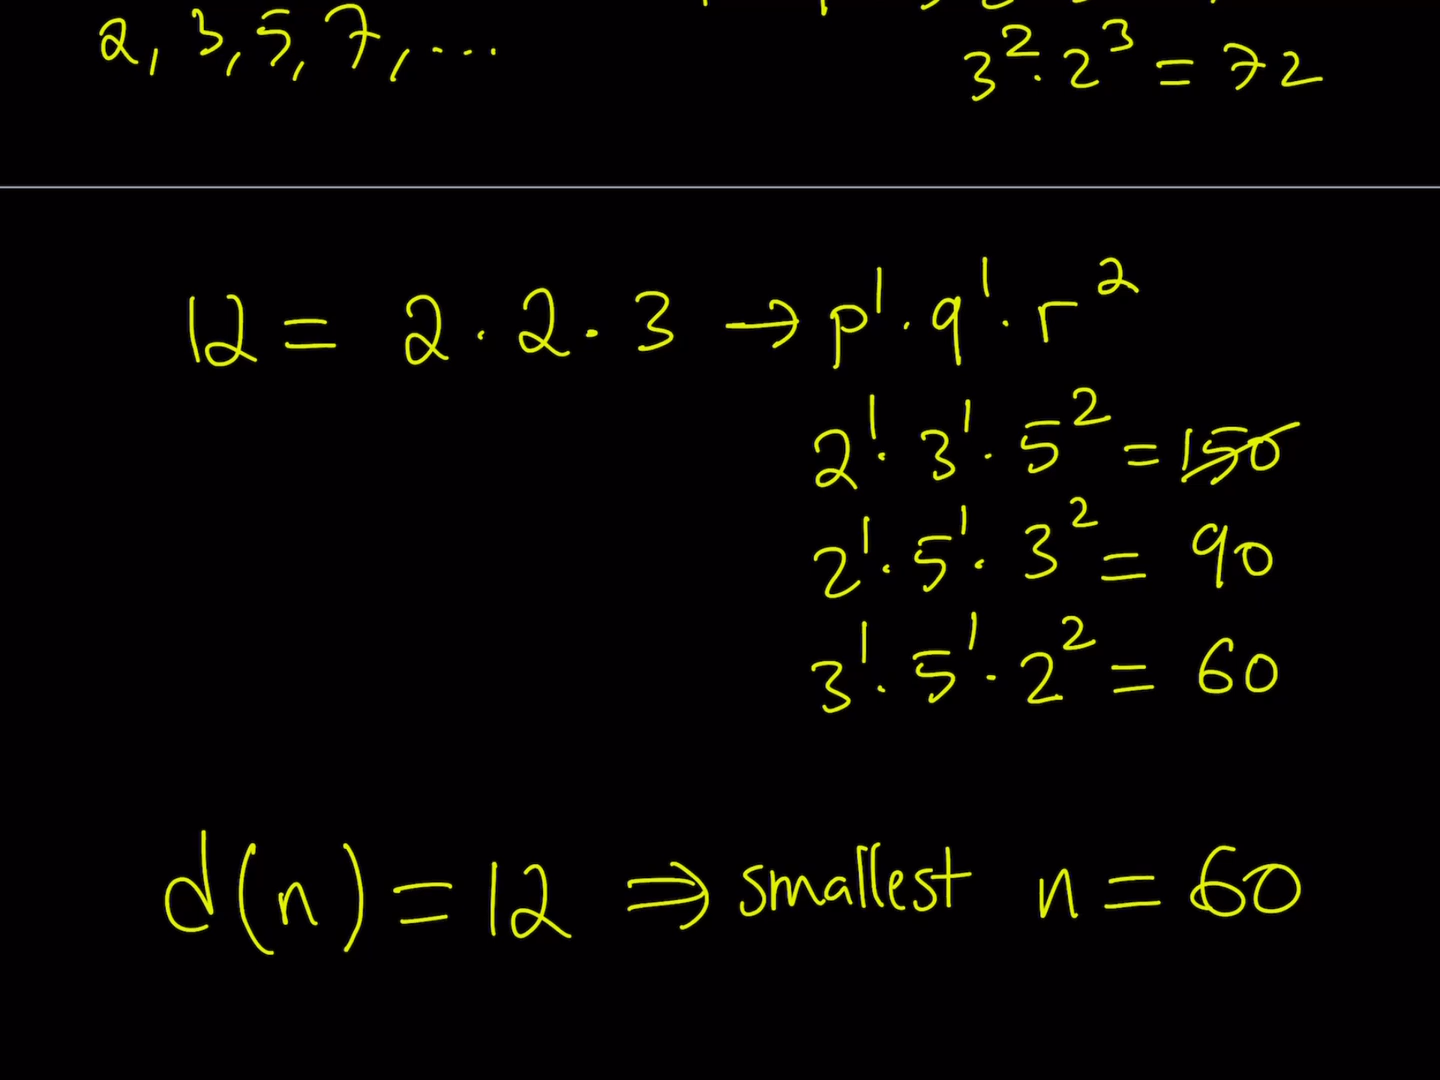 2, 3, 5, 7, ...
3² · 2³ = 72
12 = 2 · 2 · 3 → p¹ · q¹ · r²
2¹ · 3¹ · 5² = 150
2¹ · 5¹ · 3² = 90
3¹ · 5¹ · 2² = 60
d(n) = 12 ⇒ smallest n = 60